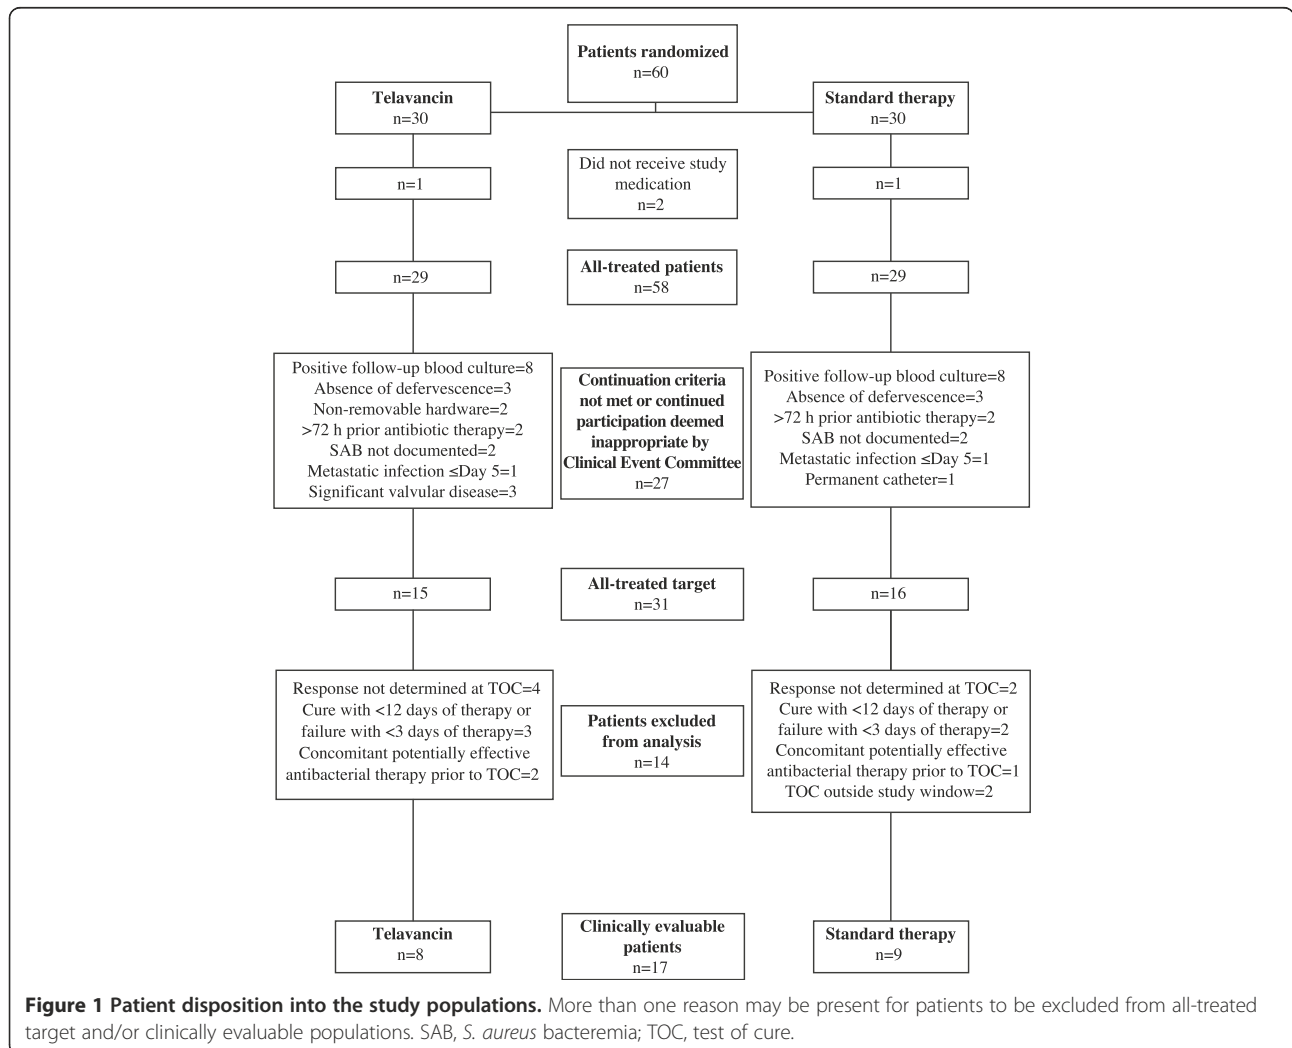 Patients randomized
n=60
Telavancin
n=30
Standard therapy
n=30
n=1
Did not receive study
medication
n=2
n=1
n=29
All-treated patients
n=58
n=29
Positive follow-up blood culture=8
Absence of defervescence=3
Non-removable hardware=2
>72 h prior antibiotic therapy=2
SAB not documented=2
Metastatic infection ≤Day 5=1
Significant valvular disease=3
Continuation criteria
not met or continued
participation deemed
inappropriate by
Clinical Event Committee
n=27
Positive follow-up blood culture=8
Absence of defervescence=3
>72 h prior antibiotic therapy=2
SAB not documented=2
Metastatic infection ≤Day 5=1
Permanent catheter=1
n=15
All-treated target
n=31
n=16
Response not determined at TOC=4
Cure with <12 days of therapy or
failure with <3 days of therapy=3
Concomitant potentially effective
antibacterial therapy prior to TOC=2
Patients excluded
from analysis
n=14
Response not determined at TOC=2
Cure with <12 days of therapy or
failure with <3 days of therapy=2
Concomitant potentially effective
antibacterial therapy prior to TOC=1
TOC outside study window=2
Telavancin
n=8
Clinically evaluable
patients
n=17
Standard therapy
n=9
Figure 1 Patient disposition into the study populations. More than one reason may be present for patients to be excluded from all-treated
target and/or clinically evaluable populations. SAB, S. aureus bacteremia; TOC, test of cure.